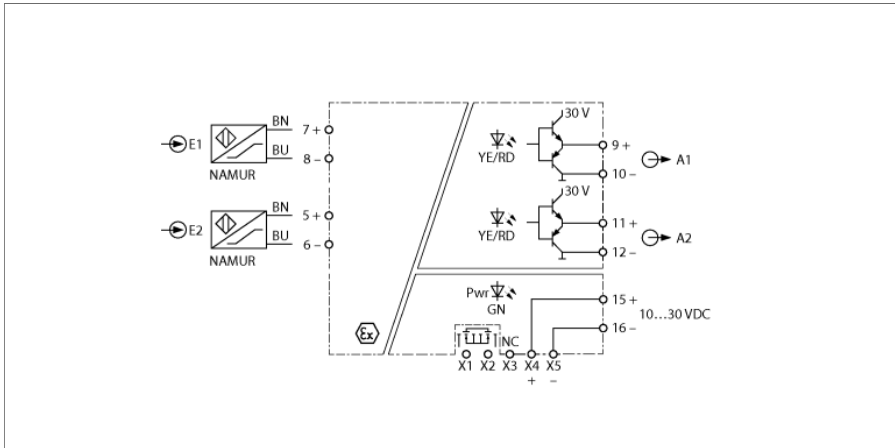 30 V
BN
7 +
E1
9 +
YE/RD
A1
BU
8 –
10 –
NAMUR
30 V
BN
5 +
E2
11 +
YE/RD
A2
BU
6 –
12 –
NAMUR
Pwr
15 +
GN
10…30 VDC
16 –
Ex
NC
X1 X2 X3 X4 X5
+ –